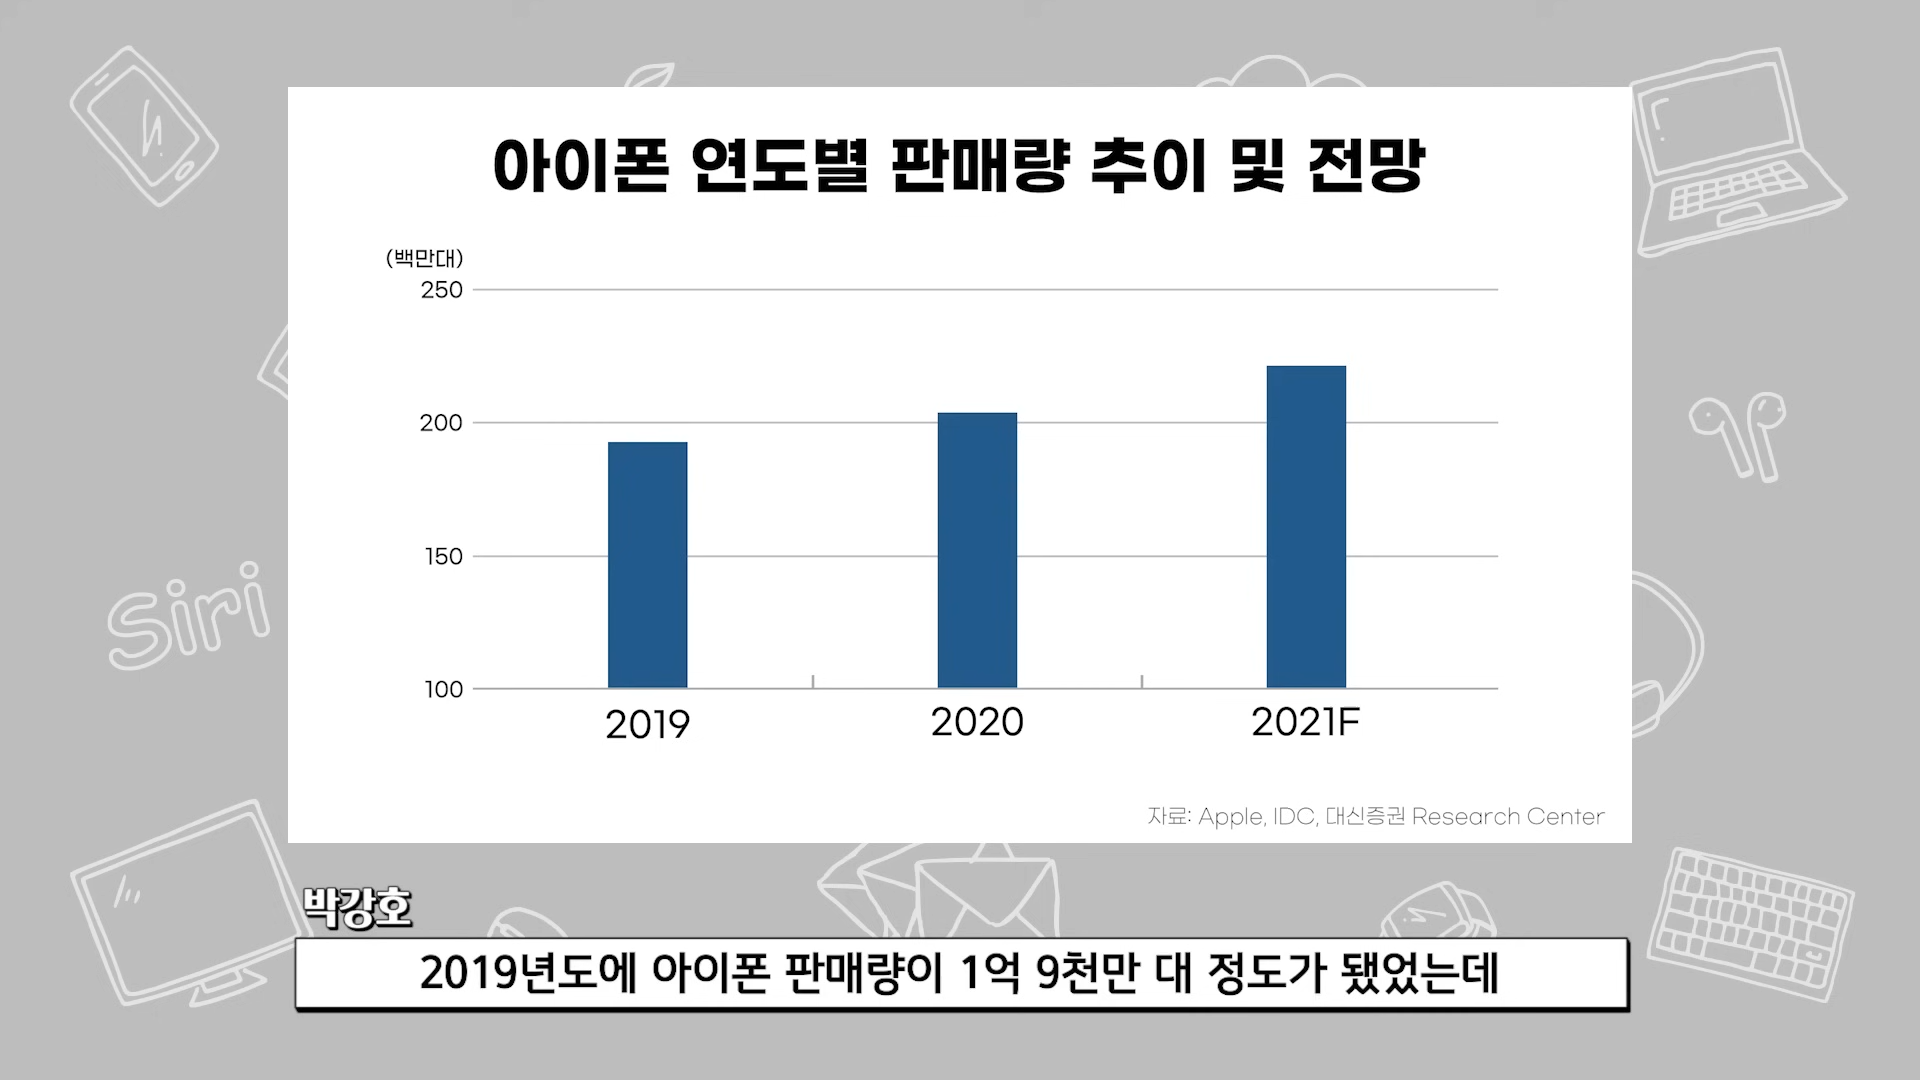 아이폰 연도별 판매량 추이 및 전망
(백만대)
250
200
150
100
2019
2020
2021F
자료: Apple, IDC, 대신증권 Research Center
Siri
박강호
2019년도에 아이폰 판매량이 1억 9천만 대 정도가 됐었는데